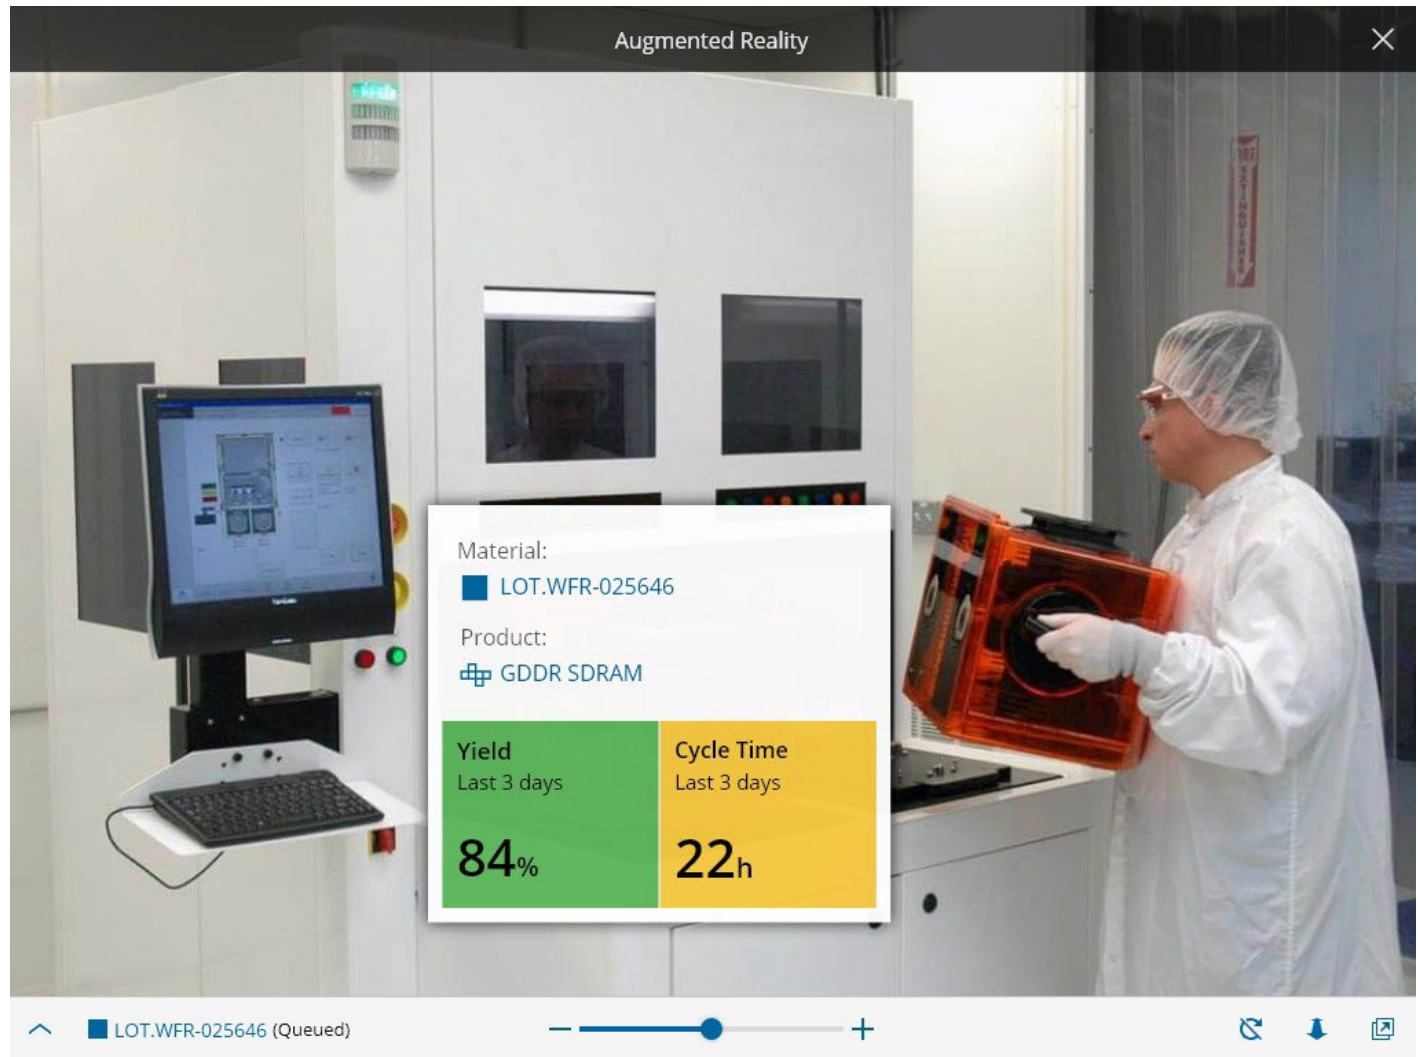 Augmented Reality
EXTINGUISHER
Material:
LOT.WFR-025646
Product:
GDDR SDRAM
Yield
Last 3 days
84%
Cycle Time
Last 3 days
22h
LOT.WFR-025646 (Queued)